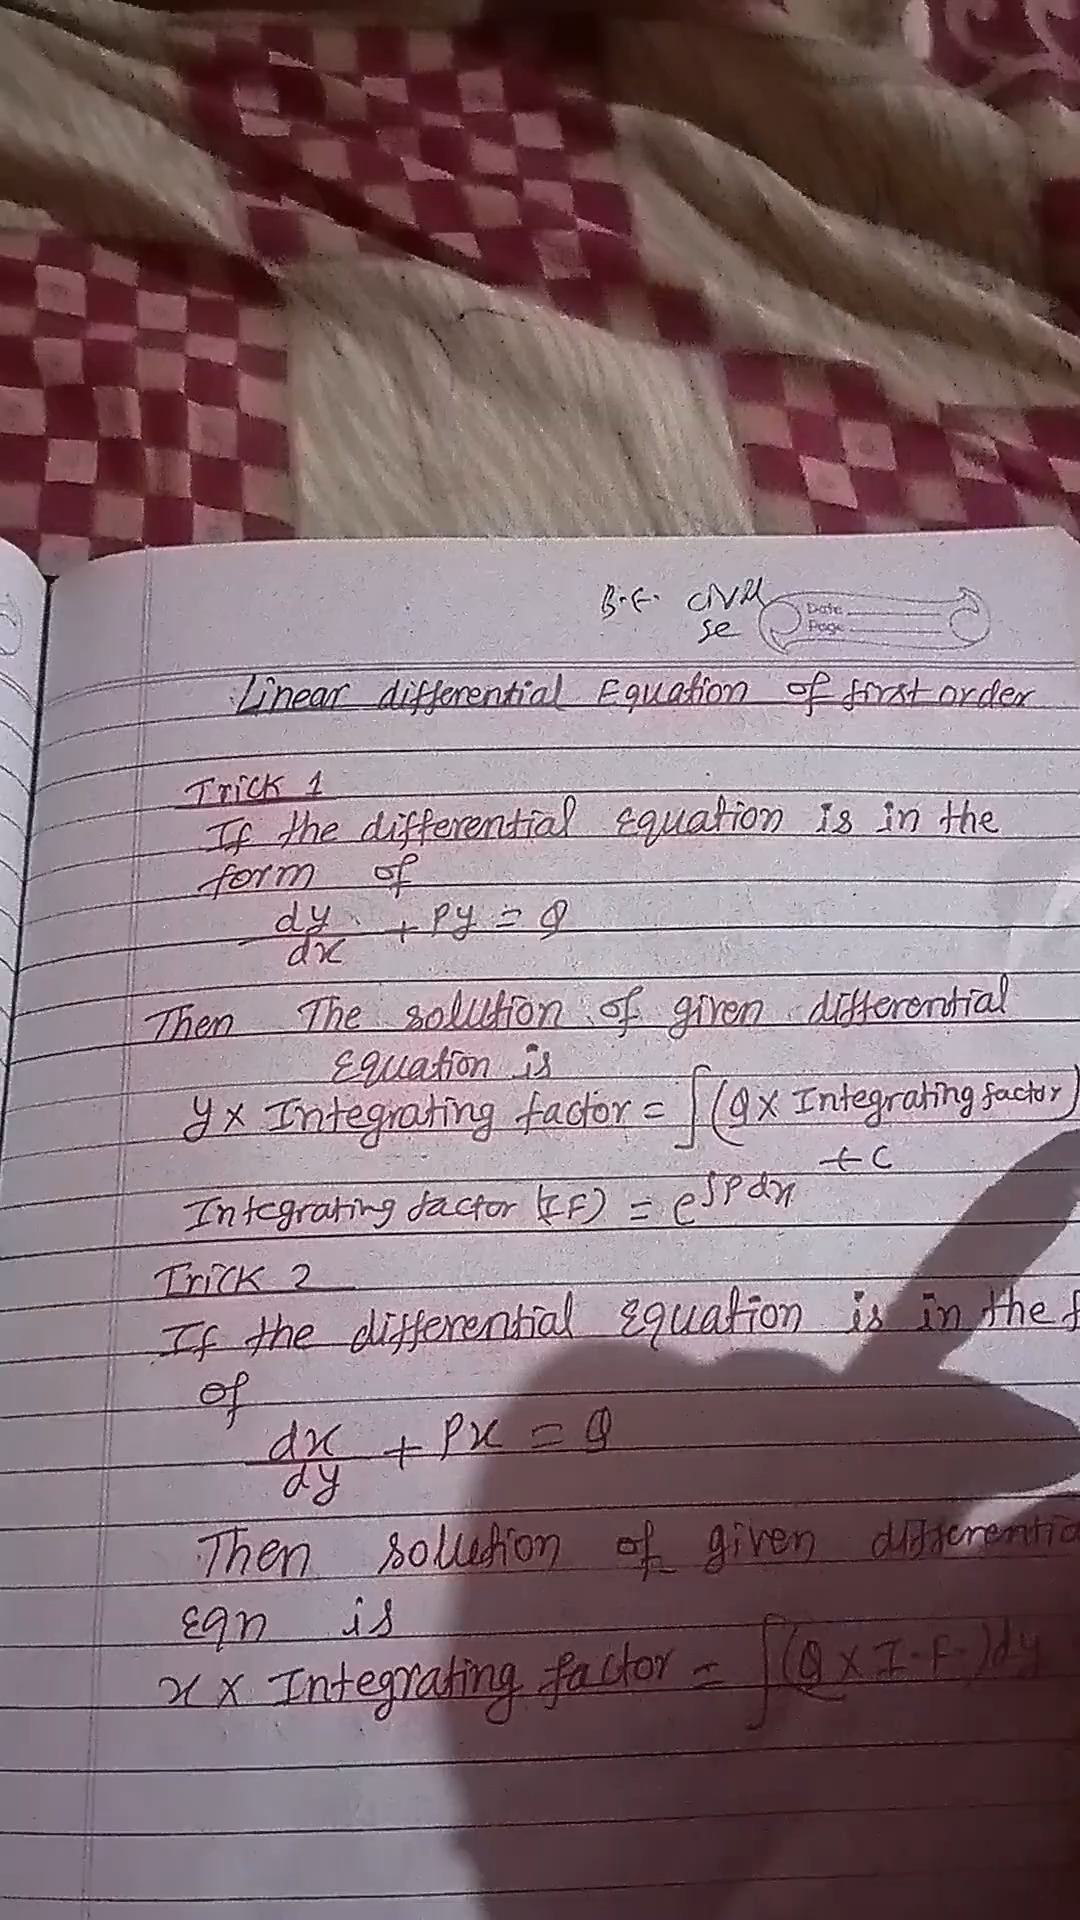 B.E. civil
se
Date
Page
Linear differential Equation of first order
Trick 1
If the differential Equation is in the
form of
dy/dx + Py = Q
Then The solution of given differential
Equation is
y x Integrating factor = ∫(Q x Integrating factor)
+ C
Integrating factor (IF) = e^∫P dx
Trick 2
If the differential Equation is in the
of
dx/dy + Px = Q
Then solution of given
Eqn is
x x Integrating factor = ∫(Q x I.F.)dy